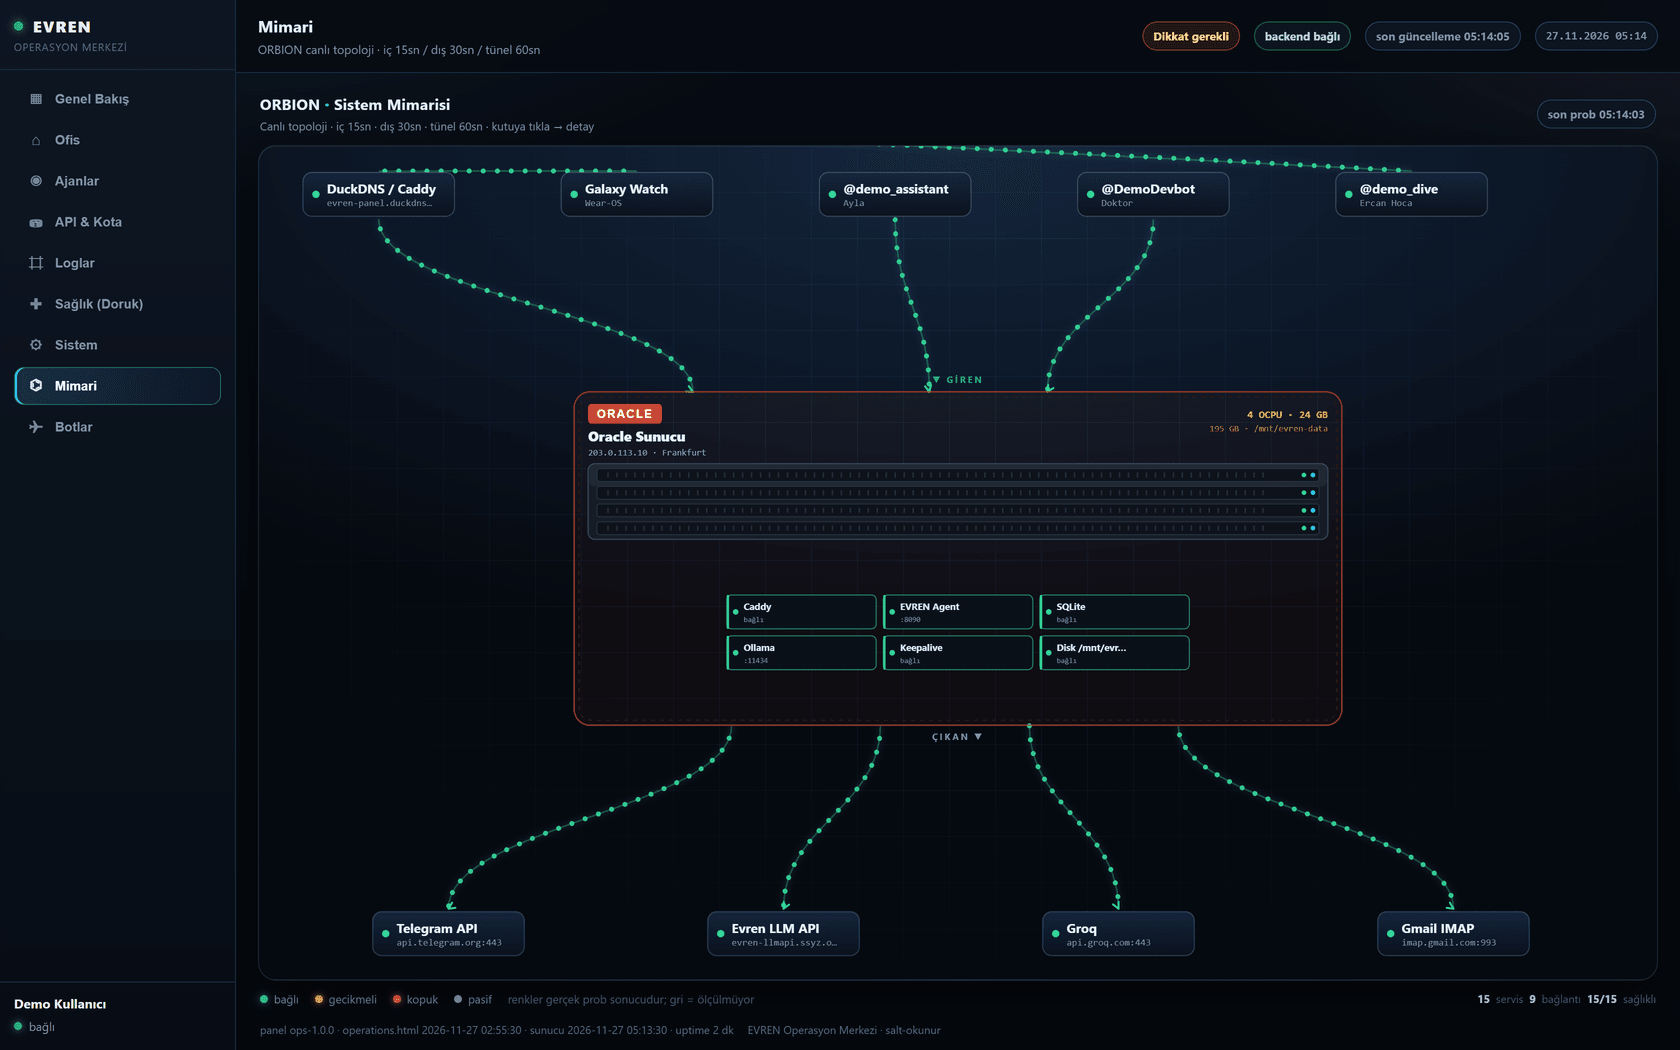 EVREN
OPERASYON MERKEZİ
Genel Bakış
Ofis
Ajanlar
API & Kota
Loglar
Sağlık (Doruk)
Sistem
Mimari
Botlar
Demo Kullanıcı
bağlı
Mimari
ORBION canlı topoloji · iç 15sn / dış 30sn / tünel 60sn
Dikkat gerekli
backend bağlı
son güncelleme 05:14:05
27.11.2026 05:14
ORBION · Sistem Mimarisi
Canlı topoloji · iç 15sn · dış 30sn · tünel 60sn · kutuya tıkla → detay
son prob 05:14:03
DuckDNS / Caddy
evren-panel.duckdns…
Galaxy Watch
Wear-OS
@demo_assistant
Ayla
@DemoDevbot
Doktor
@demo_dive
Ercan Hoca
▼ GİREN
ORACLE
Oracle Sunucu
203.0.113.10 · Frankfurt
4 OCPU · 24 GB
195 GB · /mnt/evren-data
Caddy
bağlı
EVREN Agent
:8090
SQLite
bağlı
Ollama
:11434
Keepalive
bağlı
Disk /mnt/evr…
bağlı
ÇIKAN ▼
Telegram API
api.telegram.org:443
Evren LLM API
evren-llmapi.ssyz.o…
Groq
api.groq.com:443
Gmail IMAP
imap.gmail.com:993
bağlı gecikmeli kopuk pasif renkler gerçek prob sonucudur; gri = ölçülmüyor
15 servis 9 bağlantı 15/15 sağlıklı
panel ops-1.0.0 · operations.html 2026-11-27 02:55:30 · sunucu 2026-11-27 05:13:30 · uptime 2 dk EVREN Operasyon Merkezi · salt-okunur